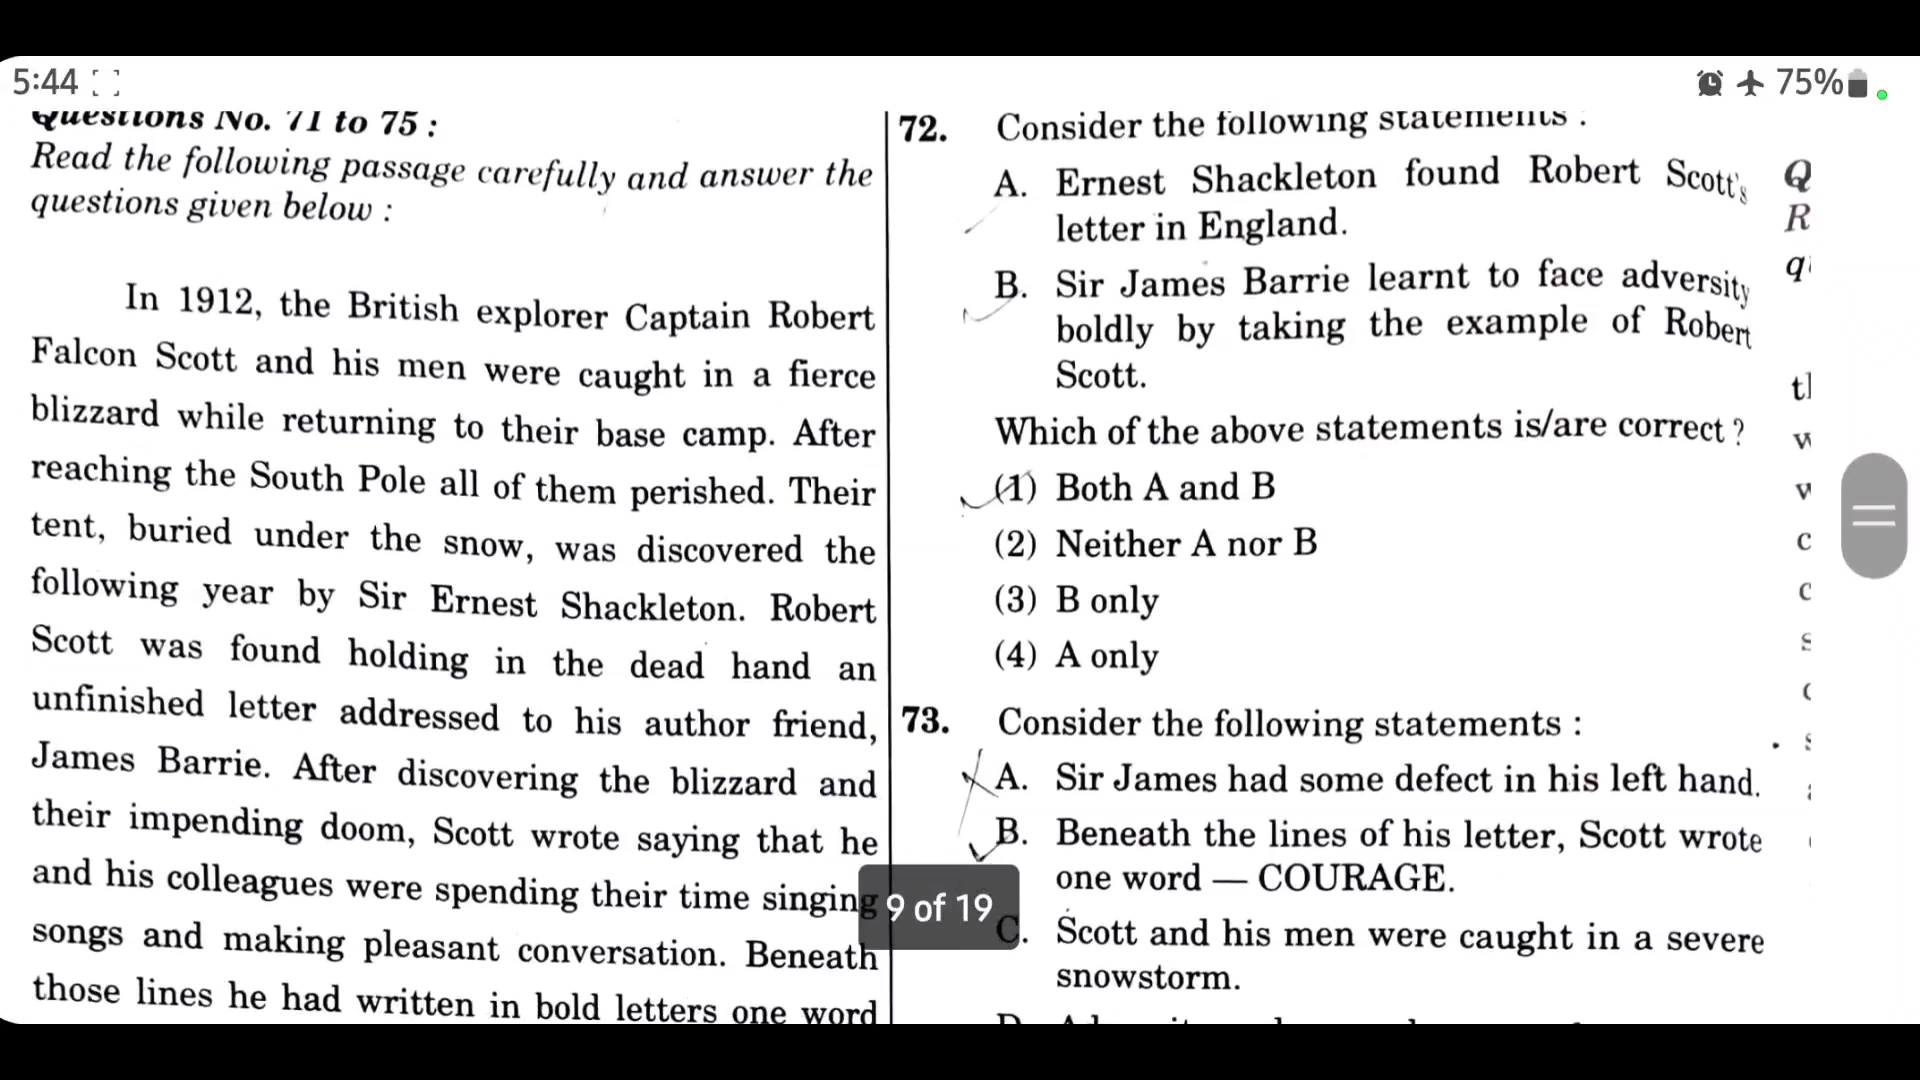 5:44
75%
Questions No. 71 to 75 :
Read the following passage carefully and answer the
questions given below :
In 1912, the British explorer Captain Robert
Falcon Scott and his men were caught in a fierce
blizzard while returning to their base camp. After
reaching the South Pole all of them perished. Their
tent, buried under the snow, was discovered the
following year by Sir Ernest Shackleton. Robert
Scott was found holding in the dead hand an
unfinished letter addressed to his author friend,
James Barrie. After discovering the blizzard and
their impending doom, Scott wrote saying that he
and his colleagues were spending their time singing
songs and making pleasant conversation. Beneath
those lines he had written in bold letters one word
72. Consider the following statements :
A. Ernest Shackleton found Robert Scott's
letter in England.
B. Sir James Barrie learnt to face adversity
boldly by taking the example of Robert
Scott.
Which of the above statements is/are correct ?
(1) Both A and B
(2) Neither A nor B
(3) B only
(4) A only
73. Consider the following statements :
A. Sir James had some defect in his left hand.
B. Beneath the lines of his letter, Scott wrote
one word — COURAGE.
9 of 19
C. Scott and his men were caught in a severe
snowstorm.
Q
R